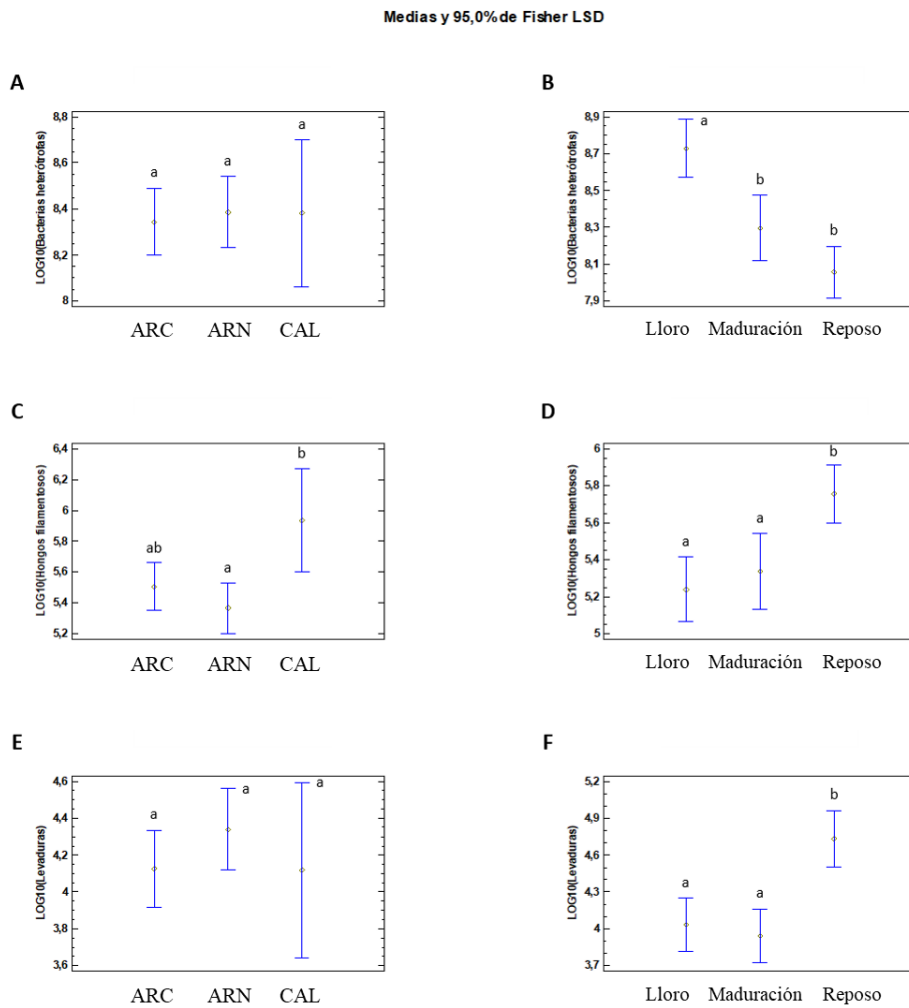 Medias y 95,0%de Fisher LSD
A
LOG10(Bacterias heterótrofas)
8,8
8,6
8,4
8,2
8
a
a
a
ARC
ARN
CAL
B
LOG10(Bacterias heterótrofas)
8,9
8,7
8,5
8,3
8,1
7,9
a
b
b
Lloro
Maduración
Reposo
C
LOG10(Hongos filamentosos)
6,4
6,2
6
5,8
5,6
5,4
5,2
ab
a
b
ARC
ARN
CAL
D
LOG10(Hongos filamentosos)
6
5,8
5,6
5,4
5,2
5
a
a
b
Lloro
Maduración
Reposo
E
LOG10(Levaduras)
4,6
4,4
4,2
4
3,8
3,6
a
a
a
ARC
ARN
CAL
F
LOG10(Levaduras)
5,2
4,9
4,6
4,3
4
3,7
a
a
b
Lloro
Maduración
Reposo